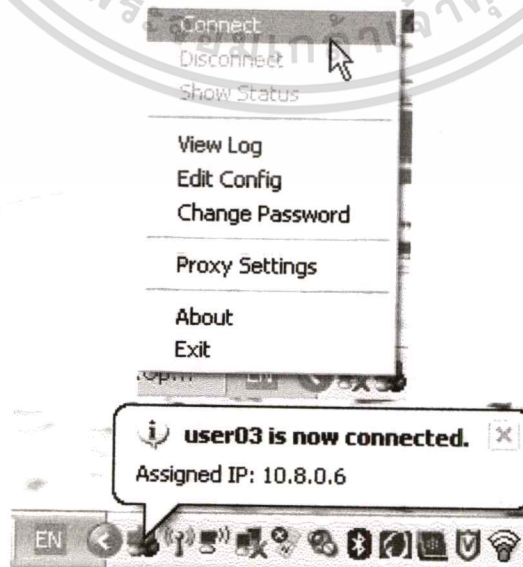 Connect
Disconnect
Show Status
View Log
Edit Config
Change Password
Proxy Settings
About
Exit
EN
user03 is now connected.
Assigned IP: 10.8.0.6
EN